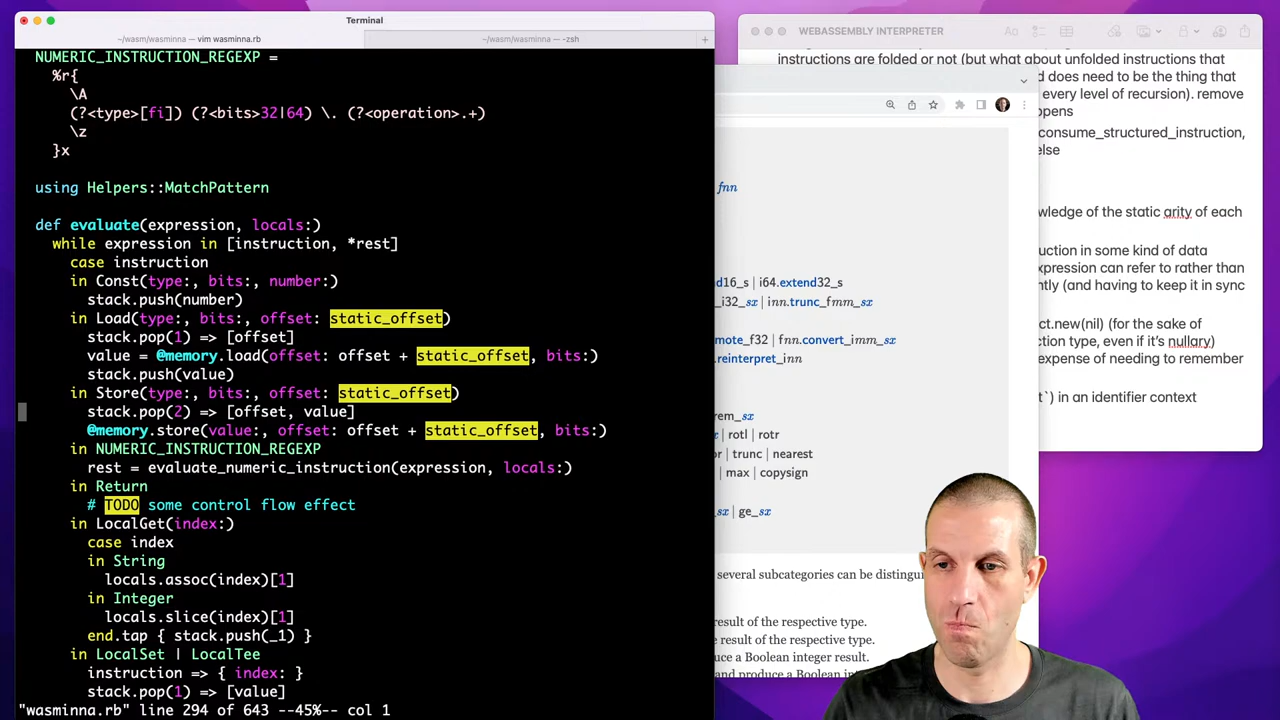 Terminal
~/wasm/wasminna — vim wasminna.rb
~/wasm/wasminna — -zsh
+
NUMERIC_INSTRUCTION_REGEXP =
%r{
\A
(?<type>[fi]) (?<bits>32|64) \. (?<operation>.+)
\z
}x
using Helpers::MatchPattern
def evaluate(expression, locals:)
while expression in [instruction, *rest]
case instruction
in Const(type:, bits:, number:)
stack.push(number)
in Load(type:, bits:, offset: static_offset)
stack.pop(1) => [offset]
value = @memory.load(offset: offset + static_offset, bits:)
stack.push(value)
in Store(type:, bits:, offset: static_offset)
stack.pop(2) => [offset, value]
@memory.store(value:, offset: offset + static_offset, bits:)
in NUMERIC_INSTRUCTION_REGEXP
rest = evaluate_numeric_instruction(expression, locals:)
in Return
# TODO some control flow effect
in LocalGet(index:)
case index
in String
locals.assoc(index)[1]
in Integer
locals.slice(index)[1]
end.tap { stack.push(_1) }
in LocalSet | LocalTee
instruction => { index: }
stack.pop(1) => [value]
"wasminna.rb" line 294 of 643 --45%-- col 1
WEBASSEMBLY INTERPRETER
Aa
instructions are folded or not (but what about unfolded instructions that
d does need to be the thing that
every level of recursion). remove
pens
consume_structured_instruction,
else
wledge of the static arity of each
uction in some kind of data
xpression can refer to rather than
ntly (and having to keep it in sync
ct.new(nil) (for the sake of
ction type, even if it's nullary)
expense of needing to remember
t`) in an identifier context
fnn
nd16_s | i64.extend32_s
_i32_sx | inn.trunc_fmm_sx
mote_f32 | fnn.convert_imm_sx
.reinterpret_inn
rem_sx
| rotl | rotr
or | trunc | nearest
| max | copysign
_sx | ge_sx
several subcategories can be distingu
result of the respective type.
e result of the respective type.
uce a Boolean integer result.
and produce a Boolean int